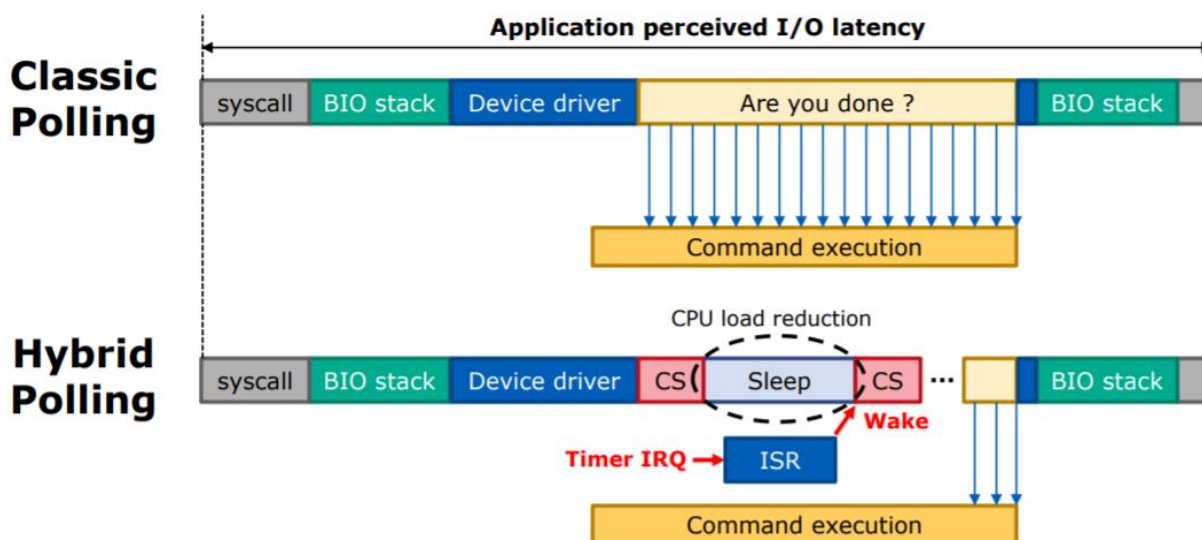 Application perceived I/O latency
Classic
Polling
syscall BIO stack Device driver Are you done ? BIO stack
Command execution
CPU load reduction
Hybrid
Polling
syscall BIO stack Device driver CS Sleep CS ... BIO stack
Wake
Timer IRQ ISR
Command execution